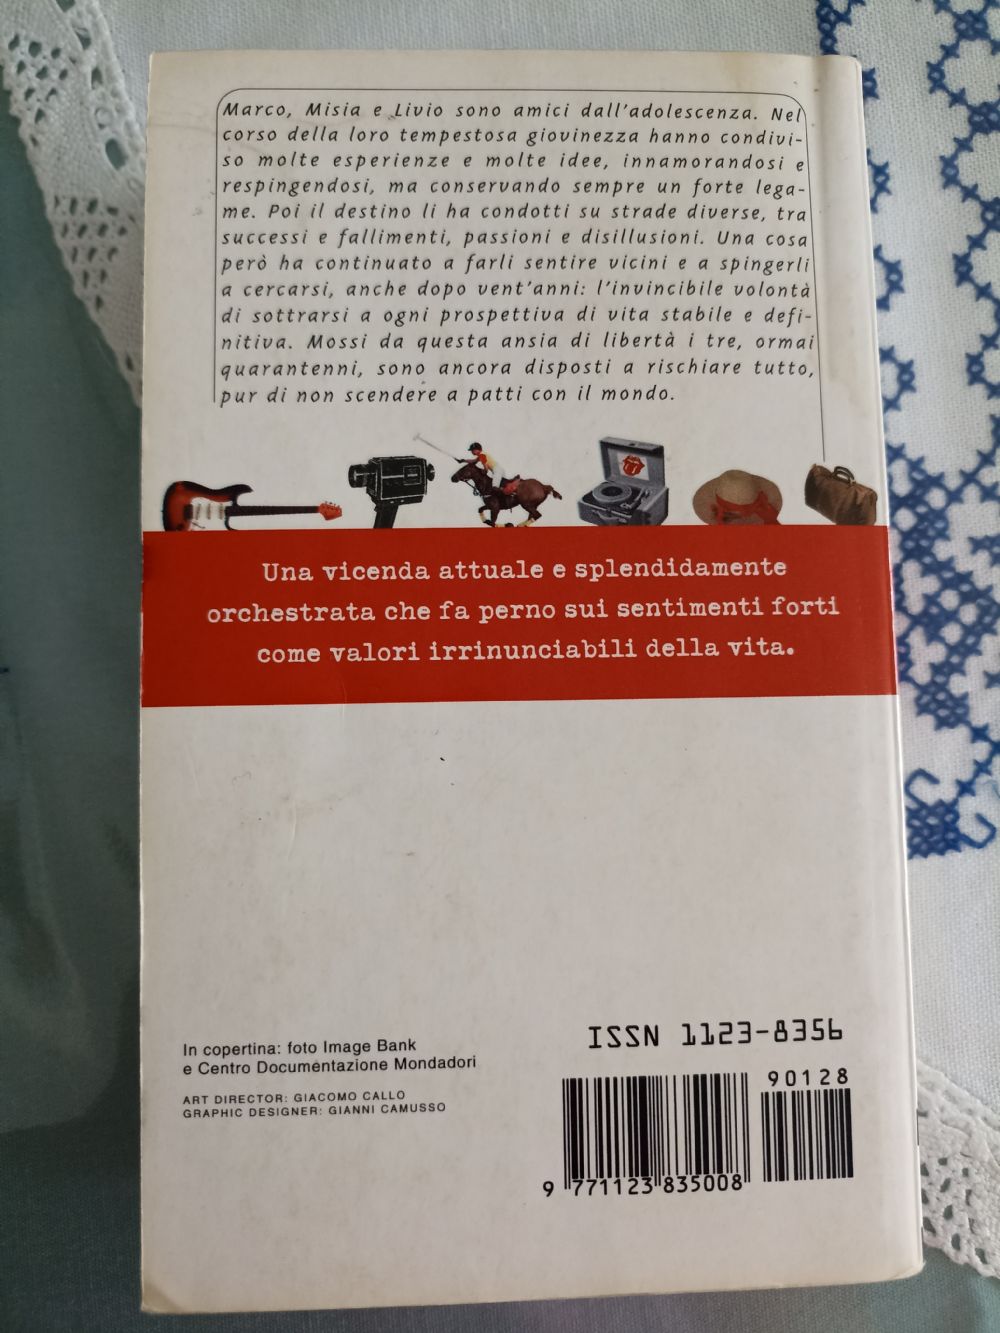 Marco, Misia e Livio sono amici dall'adolescenza. Nel
corso della loro tempestosa giovinezza hanno condivi-
so molte esperienze e molte idee, innamorandosi e
respingendosi, ma conservando sempre un forte lega-
me. Poi il destino li ha condotti su strade diverse, tra
successi e fallimenti, passioni e disillusioni. Una cosa
però ha continuato a farli sentire vicini e a spingerli
a cercarsi, anche dopo vent'anni: l'invincibile volontà
di sottrarsi a ogni prospettiva di vita stabile e defi-
nitiva. Mossi da questa ansia di libertà i tre, ormai
quarantenni, sono ancora disposti a rischiare tutto,
pur di non scendere a patti con il mondo.
Una vicenda attuale e splendidamente
orchestrata che fa perno sui sentimenti forti
come valori irrinunciabili della vita.
In copertina: foto Image Bank
e Centro Documentazione Mondadori
ART DIRECTOR: GIACOMO CALLO
GRAPHIC DESIGNER: GIANNI CAMUSSO
ISSN 1123-8356
90128
9 771123 835008